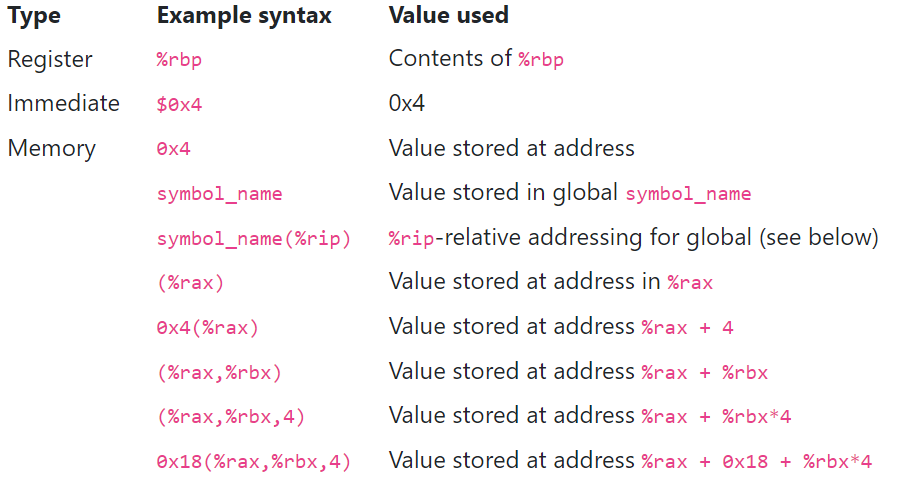 Type Example syntax Value used
Register %rbp Contents of %rbp
Immediate $0x4 0x4
Memory 0x4 Value stored at address
symbol_name Value stored in global symbol_name
symbol_name(%rip) %rip-relative addressing for global (see below)
(%rax) Value stored at address in %rax
0x4(%rax) Value stored at address %rax + 4
(%rax,%rbx) Value stored at address %rax + %rbx
(%rax,%rbx,4) Value stored at address %rax + %rbx*4
0x18(%rax,%rbx,4) Value stored at address %rax + 0x18 + %rbx*4